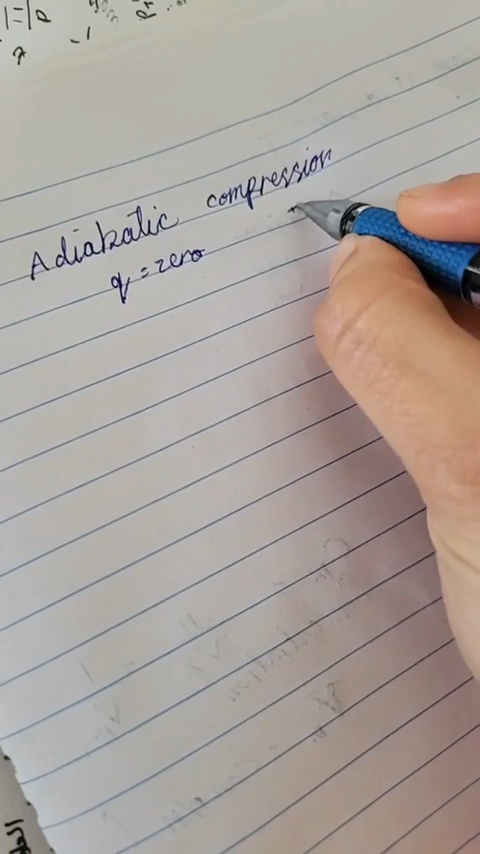 Adiabatic compression
q = zero